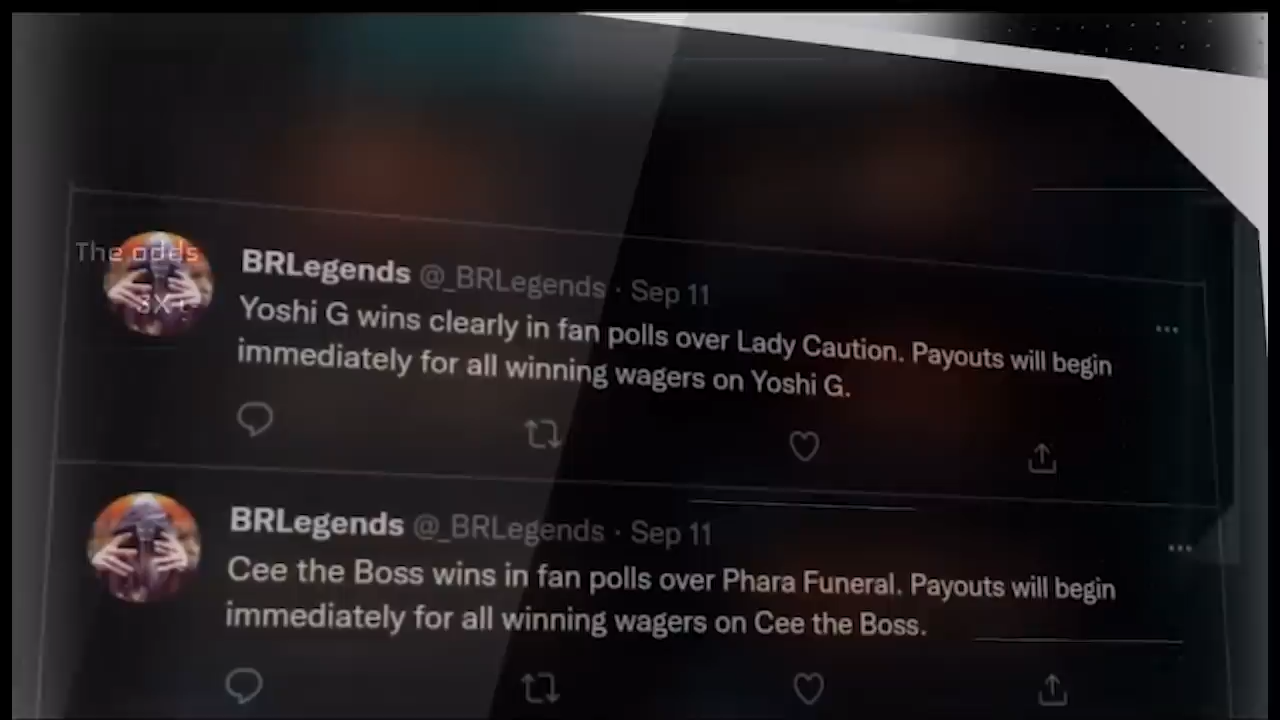 The odds
BRLegends @_BRLegends · Sep 11
Yoshi G wins clearly in fan polls over Lady Caution. Payouts will begin
immediately for all winning wagers on Yoshi G.
BRLegends @_BRLegends · Sep 11
Cee the Boss wins in fan polls over Phara Funeral. Payouts will begin
immediately for all winning wagers on Cee the Boss.